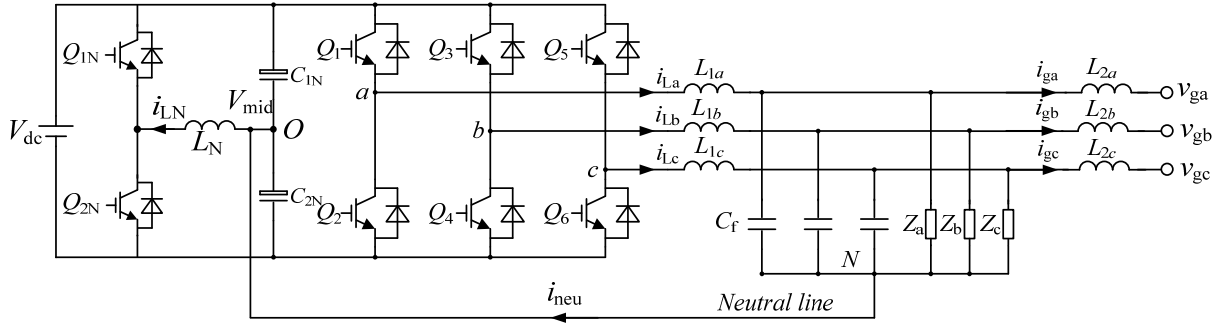 Q1N
Q2N
Vdc
iLN
LN
Vmid
O
C1N
C2N
Q1
Q3
Q5
Q2
Q4
Q6
a
b
c
iLa
L1a
iLb
L1b
iLc
L1c
iga
L2a
igb
L2b
igc
L2c
vga
vgb
vgc
Cf
Za
Zb
Zc
N
ineu
Neutral line